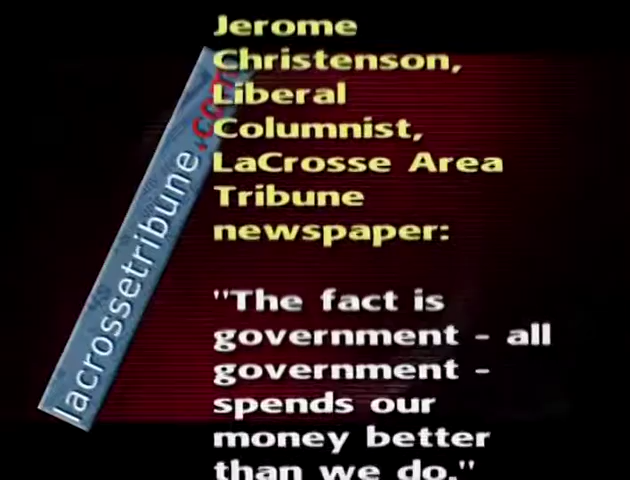 Jerome
Christenson,
Liberal
Columnist,
LaCrosse Area
Tribune
newspaper:
"The fact is
government - all
government -
spends our
money better
than we do."
lacrossetribune.com